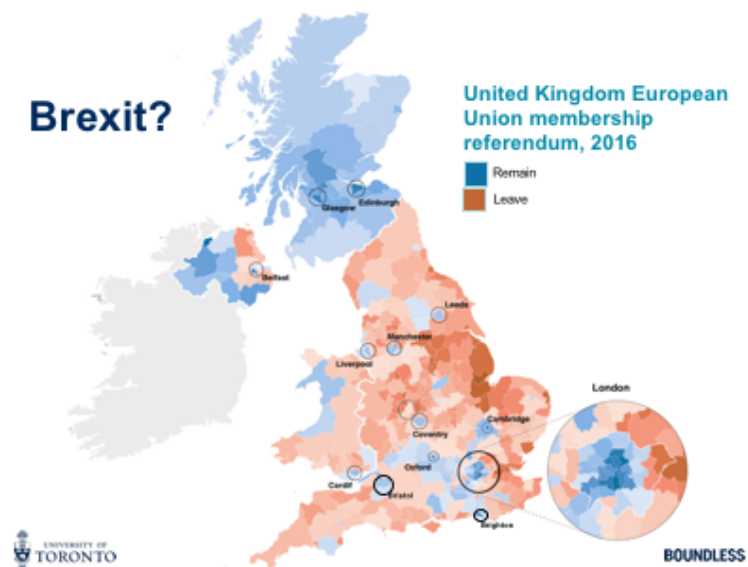 Brexit?
United Kingdom European
Union membership
referendum, 2016
Remain
Leave
Glasgow
Edinburgh
Belfast
Leeds
Manchester
Liverpool
London
Cambridge
Coventry
Oxford
Cardiff
Bristol
Brighton
UNIVERSITY OF
TORONTO
BOUNDLESS